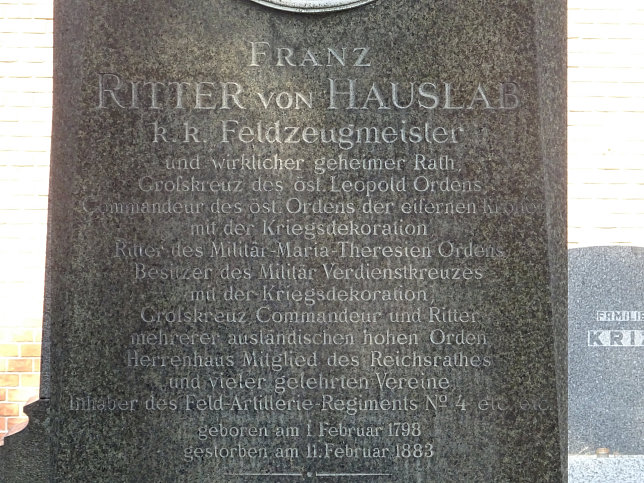 Franz
Ritter von Hauslab
k. k. Feldzeugmeister
und wirklicher geheimer Rath,
Groſskreuz des öst. Leopold Ordens,
Commandeur des öst. Ordens der eiſernen Krone
mit der Kriegsdekoration
Ritter des Militär-Maria-Theresien Ordens,
Besitzer des Militär Verdienstkreuzes
mit der Kriegsdekoration,
Groſskreuz, Commandeur und Ritter
mehrerer ausländischen hohen Orden
Herrenhaus Mitglied des Reichsrathes
und vieler gelehrten Vereine,
Inhaber des Feld-Artillerie-Regiments No 4 etc. etc.
geboren am 1. Februar 1798
gestorben am 11. Februar 1883
FAMILIE
KRI